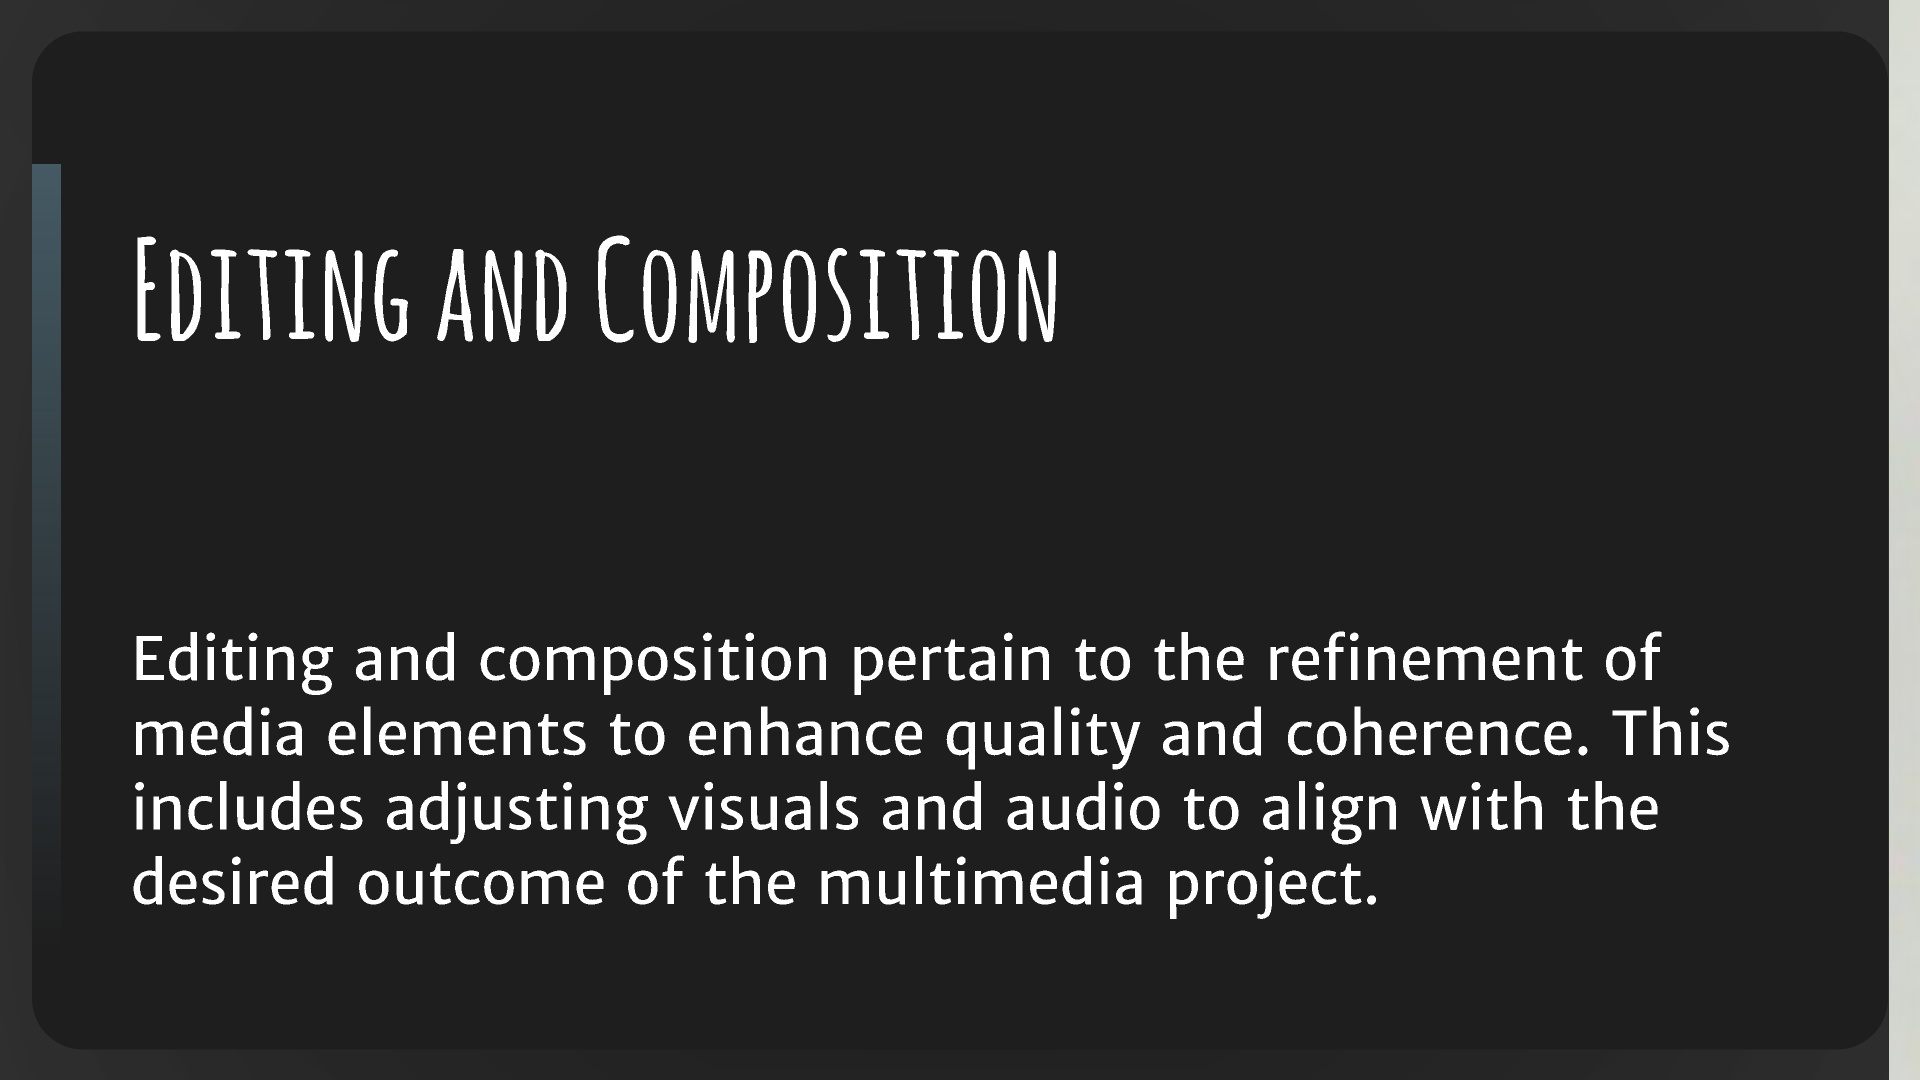 Editing and Composition
Editing and composition pertain to the refinement of
media elements to enhance quality and coherence. This
includes adjusting visuals and audio to align with the
desired outcome of the multimedia project.